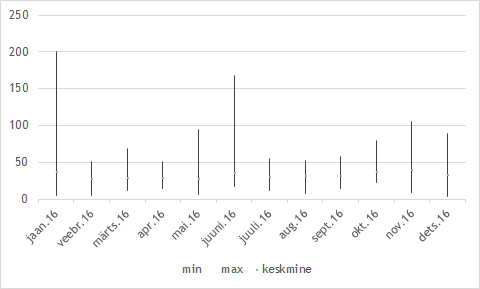 250
200
150
100
50
0
jaan.16
veebr.16
märts.16
apr.16
mai.16
juuni.16
juuli.16
aug.16
sept.16
okt.16
nov.16
dets.16
min max keskmine